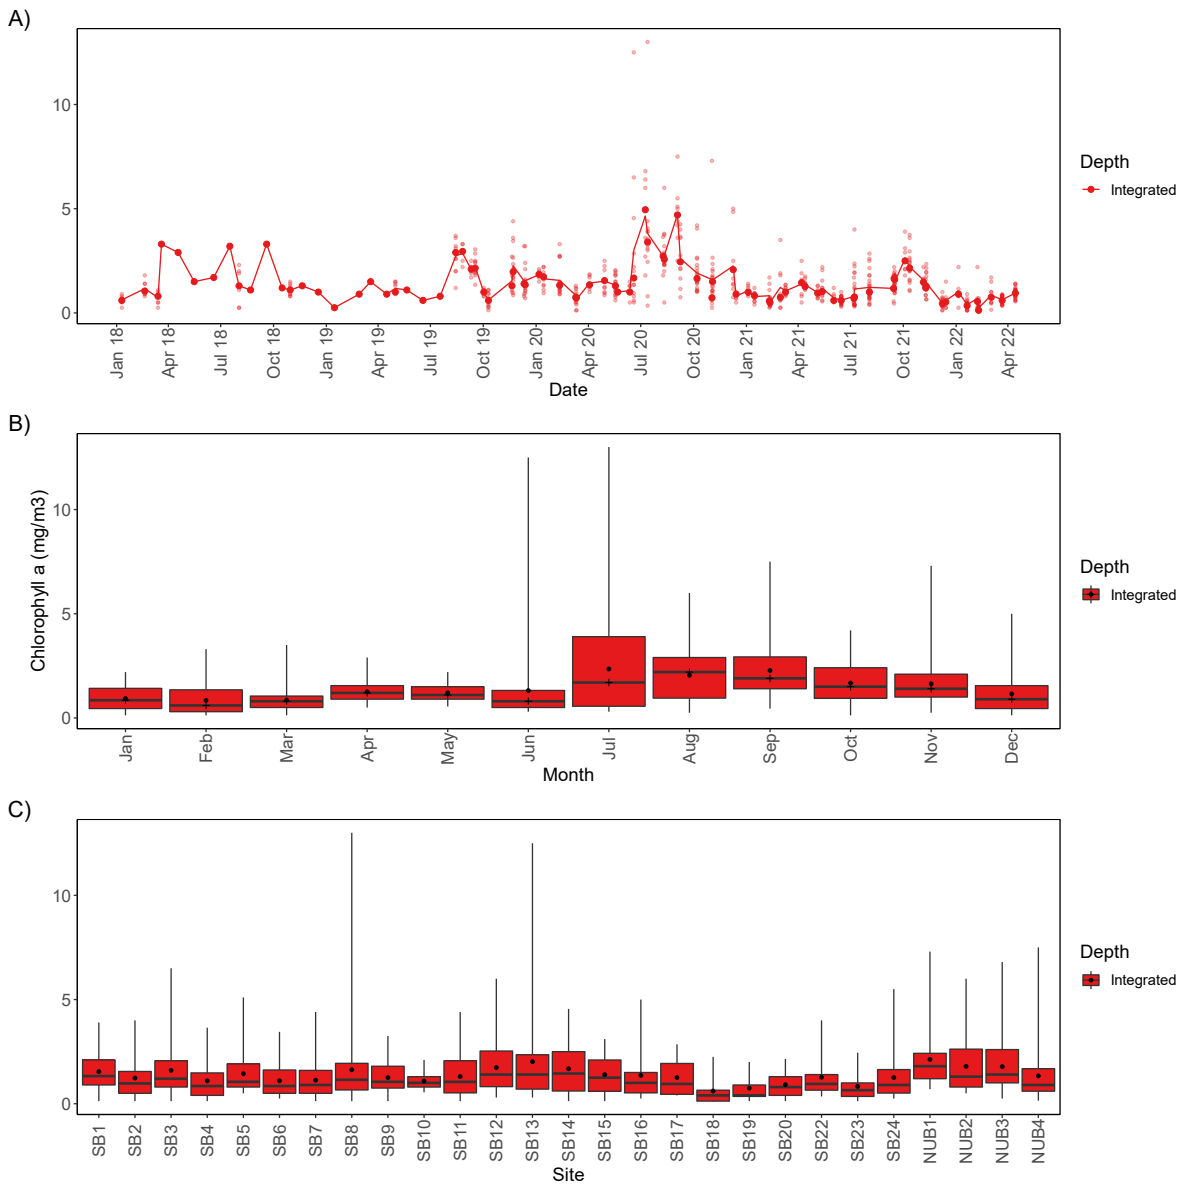 A)
10
5
0
Jan 18
Apr 18
Jul 18
Oct 18
Jan 19
Apr 19
Jul 19
Oct 19
Jan 20
Apr 20
Jul 20
Oct 20
Jan 21
Apr 21
Jul 21
Oct 21
Jan 22
Apr 22
Date
Depth
Integrated
B)
Chlorophyll a (mg/m3)
10
5
0
Jan
Feb
Mar
Apr
May
Jun
Jul
Aug
Sep
Oct
Nov
Dec
Month
Depth
Integrated
C)
10
5
0
SB1
SB2
SB3
SB4
SB5
SB6
SB7
SB8
SB9
SB10
SB11
SB12
SB13
SB14
SB15
SB16
SB17
SB18
SB19
SB20
SB22
SB23
SB24
NUB1
NUB2
NUB3
NUB4
Site
Depth
Integrated